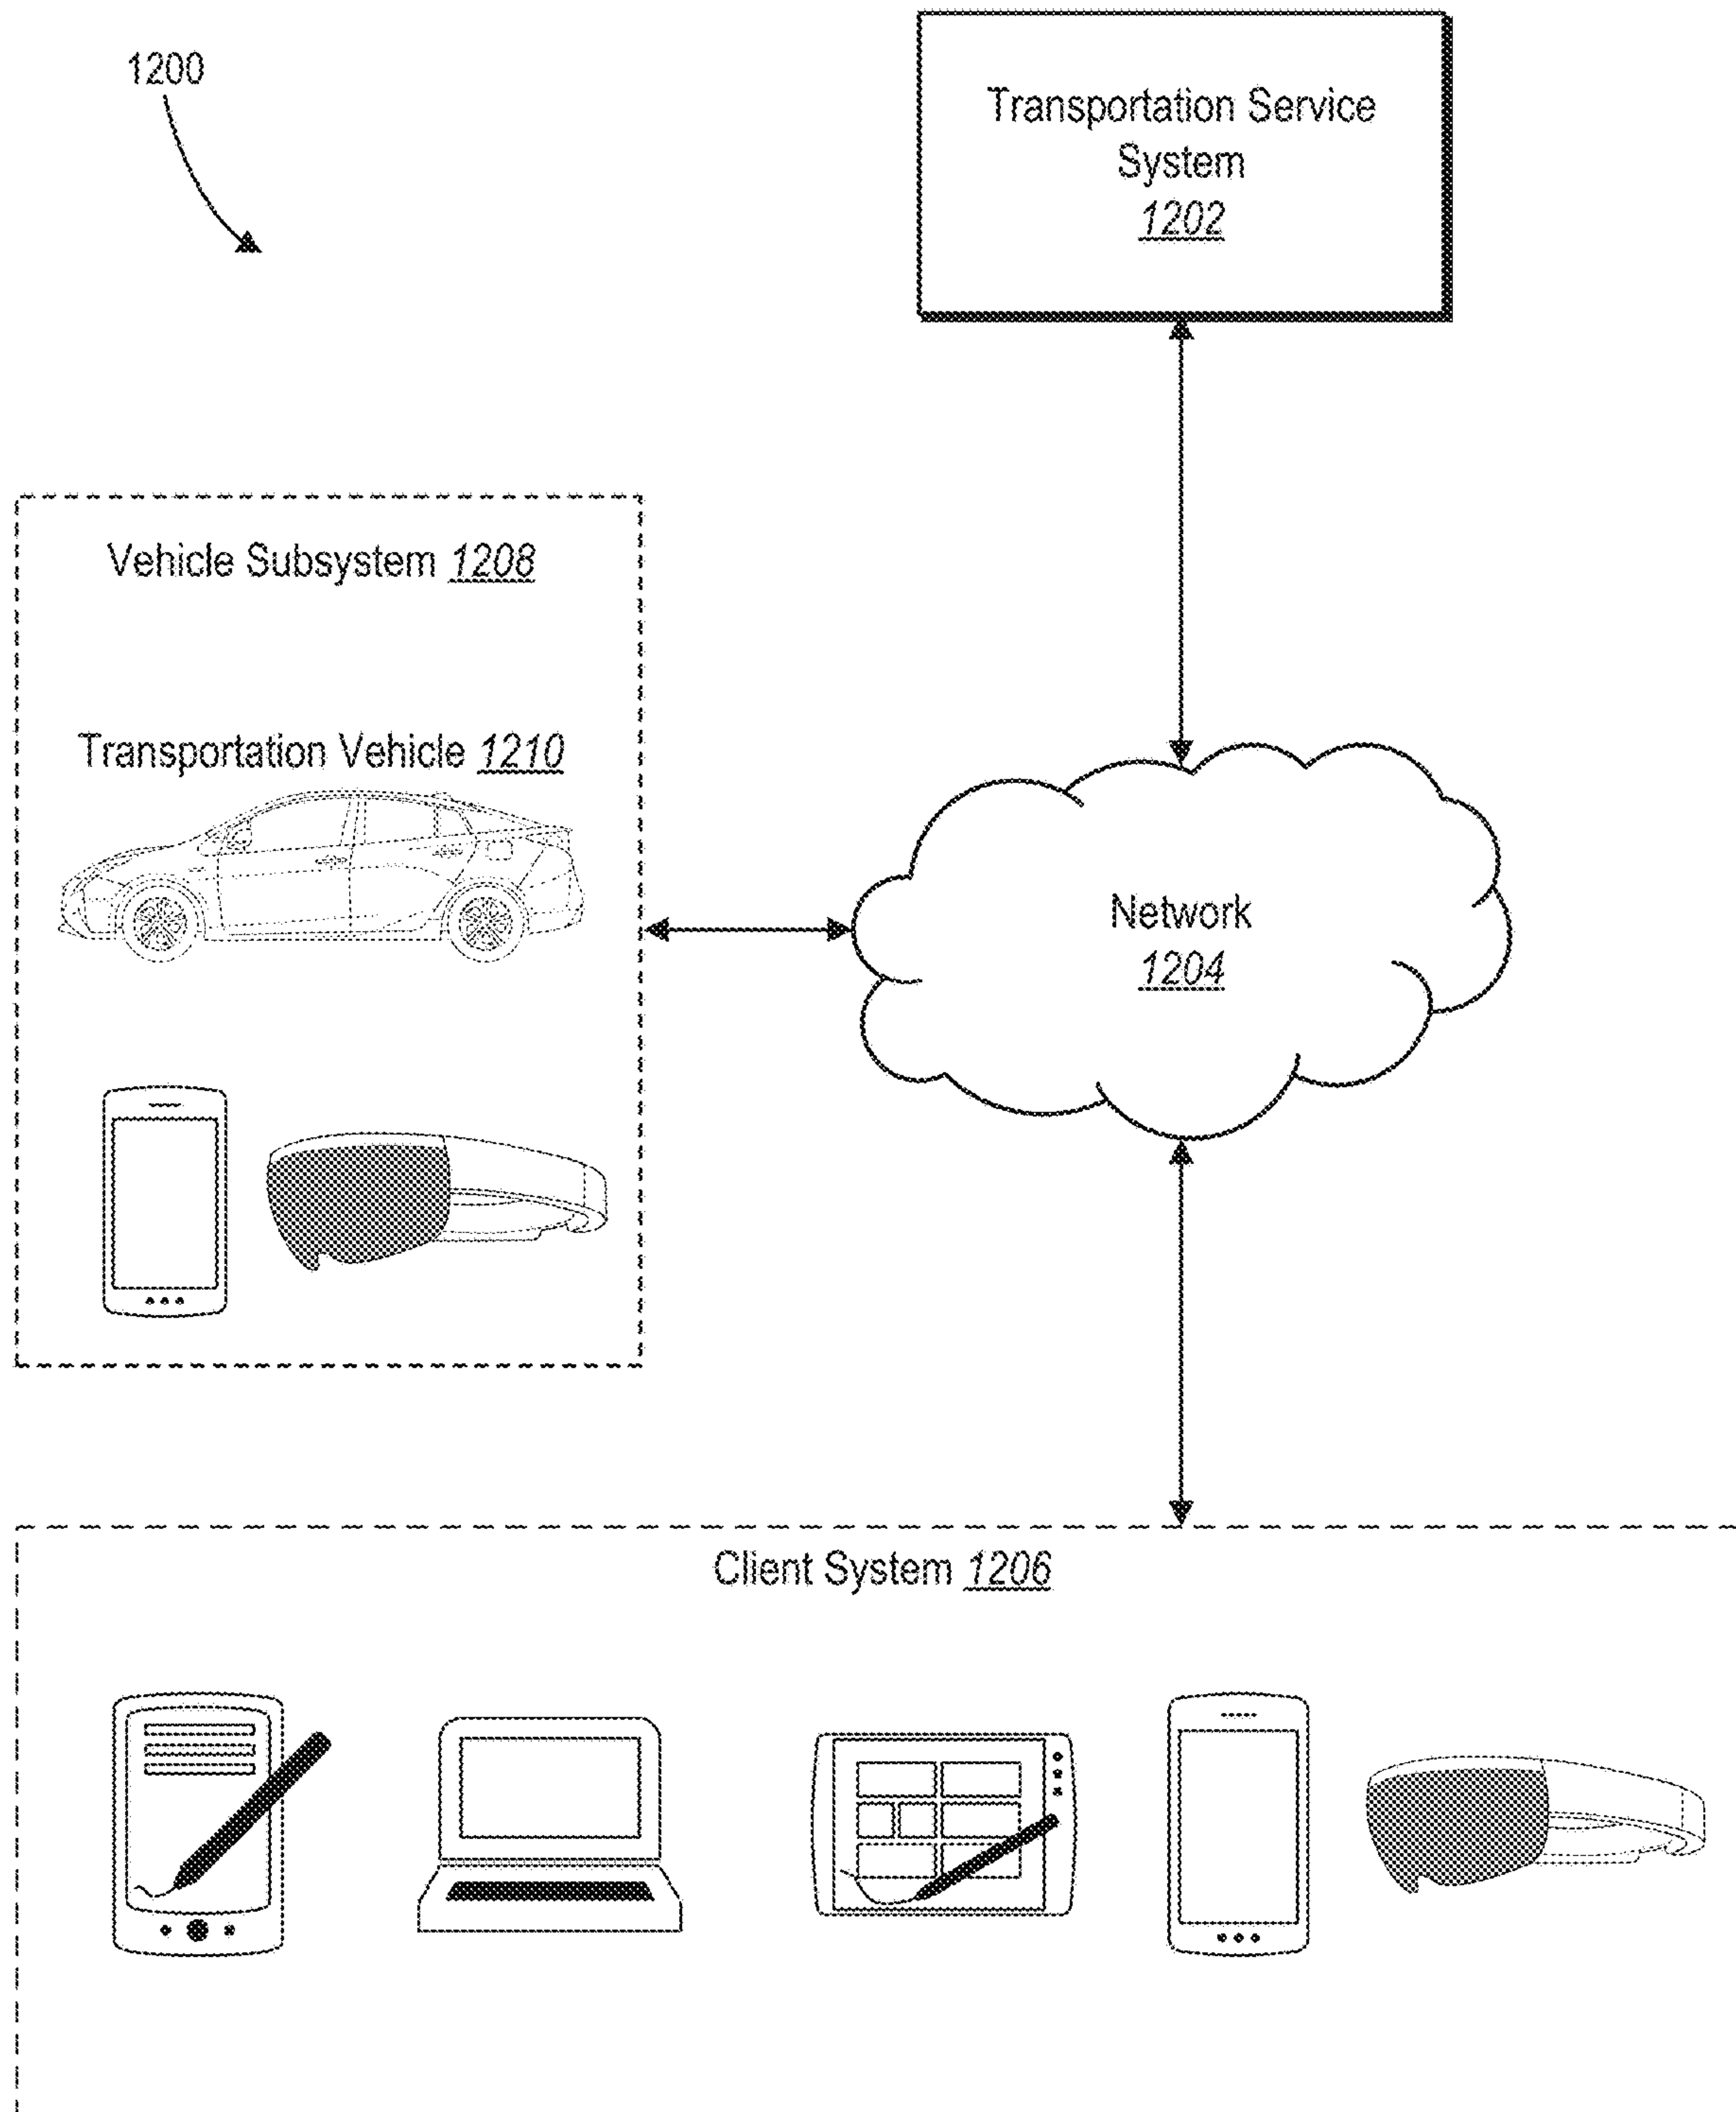 1200
Transportation Service
System
1202
Vehicle Subsystem 1208
Transportation Vehicle 1210
Network
1204
Client System 1206